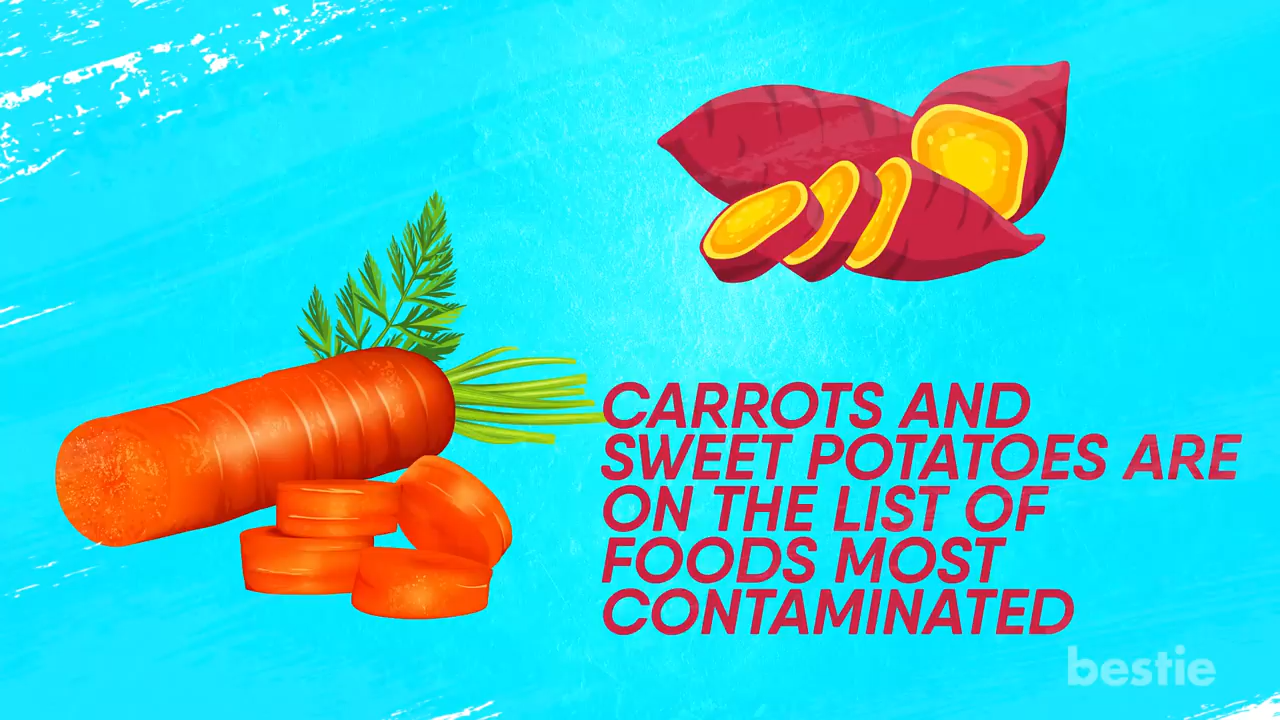 CARROTS AND
SWEET POTATOES ARE
ON THE LIST OF
FOODS MOST
CONTAMINATED
bestie